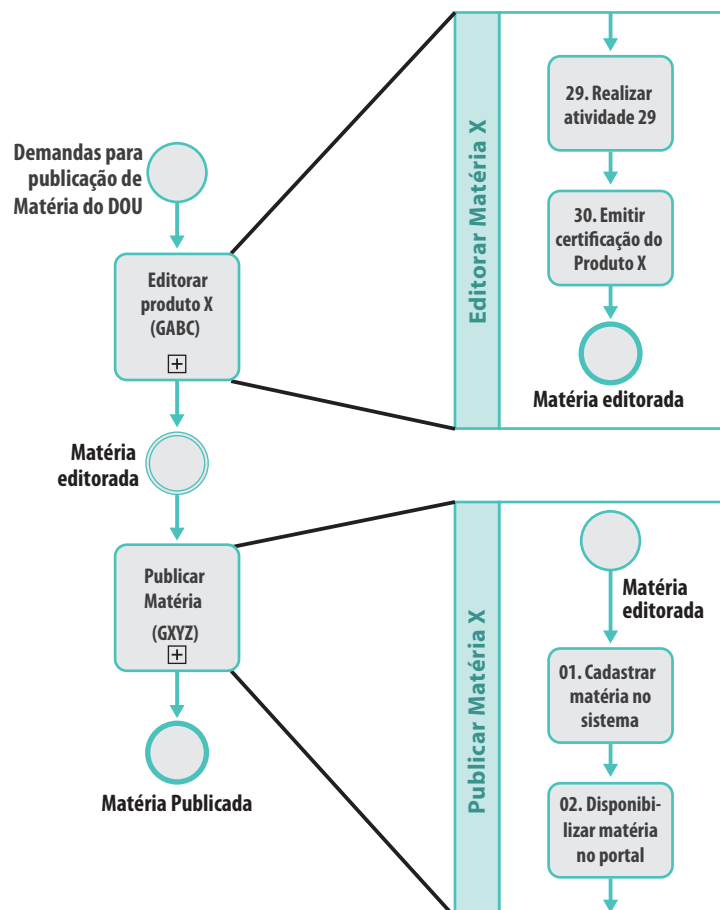 Demandas para
publicação de
Matéria do DOU
Editorar
produto X
(GABC)
Matéria
editorada
Publicar
Matéria
(GXYZ)
Matéria Publicada
Editorar Matéria X
29. Realizar
atividade 29
30. Emitir
certificação do
Produto X
Matéria editorada
Publicar Matéria X
Matéria
editorada
01. Cadastrar
matéria no
sistema
02. Disponibi-
lizar matéria
no portal